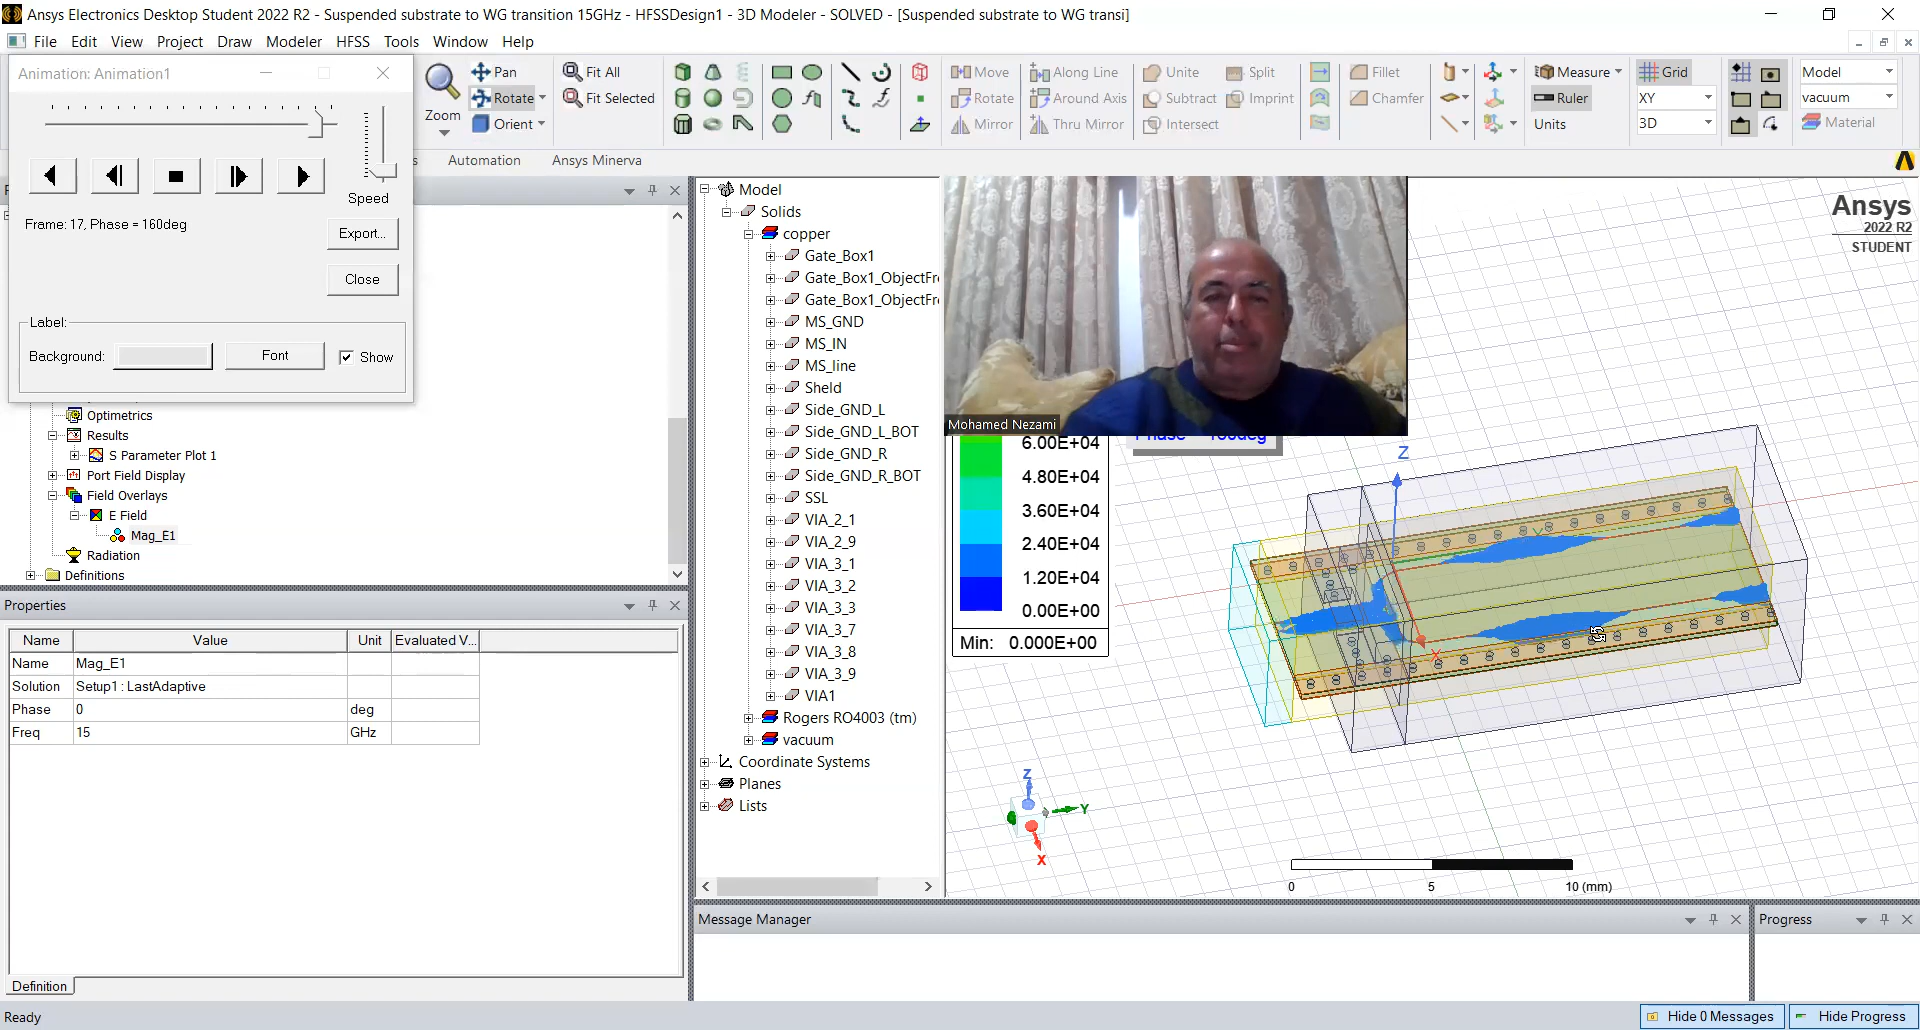 Ansys Electronics Desktop Student 2022 R2 - Suspended substrate to WG transition 15GHz - HFSSDesign1 - 3D Modeler - SOLVED - [Suspended substrate to WG transi]
File Edit View Project Draw Modeler HFSS Tools Window Help
Animation: Animation1
Speed
Frame: 17, Phase = 160deg
Export...
Close
Label:
Background:
Font
Show
Zoom
Pan
Rotate
Orient
Fit All
Fit Selected
Move
Rotate
Mirror
Along Line
Around Axis
Thru Mirror
Unite
Subtract
Intersect
Split
Imprint
Fillet
Chamfer
Measure
Ruler
Units
Grid
XY
3D
Model
vacuum
Material
Automation
Ansys Minerva
Optimetrics
Results
S Parameter Plot 1
Port Field Display
Field Overlays
E Field
Mag_E1
Radiation
Definitions
Properties
Name Value Unit Evaluated V...
Name Mag_E1
Solution Setup1 : LastAdaptive
Phase 0 deg
Freq 15 GHz
Definition
Model
Solids
copper
Gate_Box1
Gate_Box1_ObjectFr
Gate_Box1_ObjectFr
MS_GND
MS_IN
MS_line
Sheld
Side_GND_L
Side_GND_L_BOT
Side_GND_R
Side_GND_R_BOT
SSL
VIA_2_1
VIA_2_9
VIA_3_1
VIA_3_2
VIA_3_3
VIA_3_7
VIA_3_8
VIA_3_9
VIA1
Rogers RO4003 (tm)
vacuum
Coordinate Systems
Planes
Lists
Mohamed Nezami
Ansys
2022 R2
STUDENT
6.00E+04
4.80E+04
3.60E+04
2.40E+04
1.20E+04
0.00E+00
Min: 0.000E+00
Z
Y
X
Z
Y
X
0 5 10 (mm)
Message Manager
Progress
Ready
Hide 0 Messages
Hide Progress